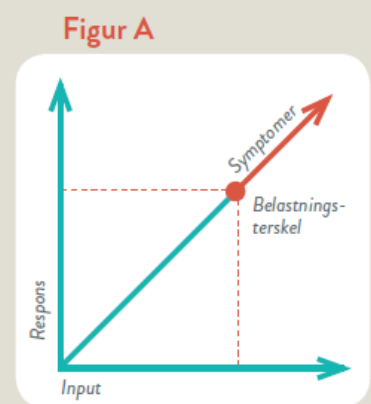 Figur A
Symptomer
Belastnings-
terskel
Respons
Input